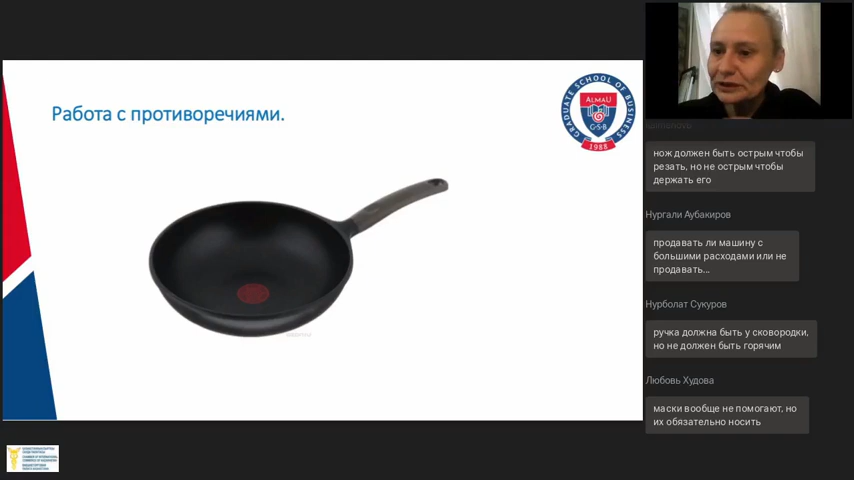 Работа с противоречиями.
GRADUATE SCHOOL OF BUSINESS
ALMAU
G·S·B
1988
нож должен быть острым чтобы
резать, но не острым чтобы
держать его
Нургали Аубакиров
продавать ли машину с
большими расходами или не
продавать...
Нурболат Сукуров
ручка должна быть у сковородки,
но не должен быть горячим
Любовь Худова
маски вообще не помогают, но
их обязательно носить